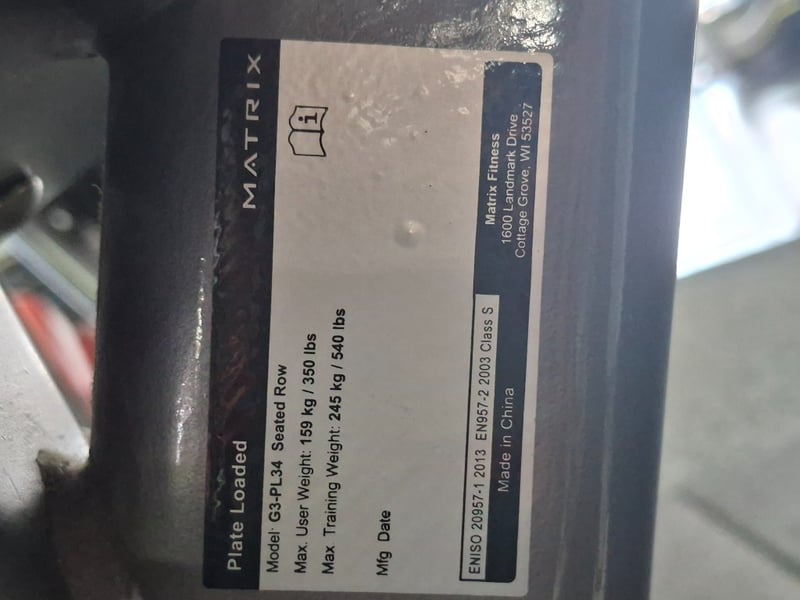 Plate Loaded MATRIX
Model: G3-PL34 Seated Row
Max. User Weight: 159 kg / 350 lbs
Max Training Weight: 245 kg / 540 lbs
Mfg Date
ENISO 20957-1 2013 EN957-2 2003 Class S
Made in China
Matrix Fitness
1600 Landmark Drive
Cottage Grove, WI 53527